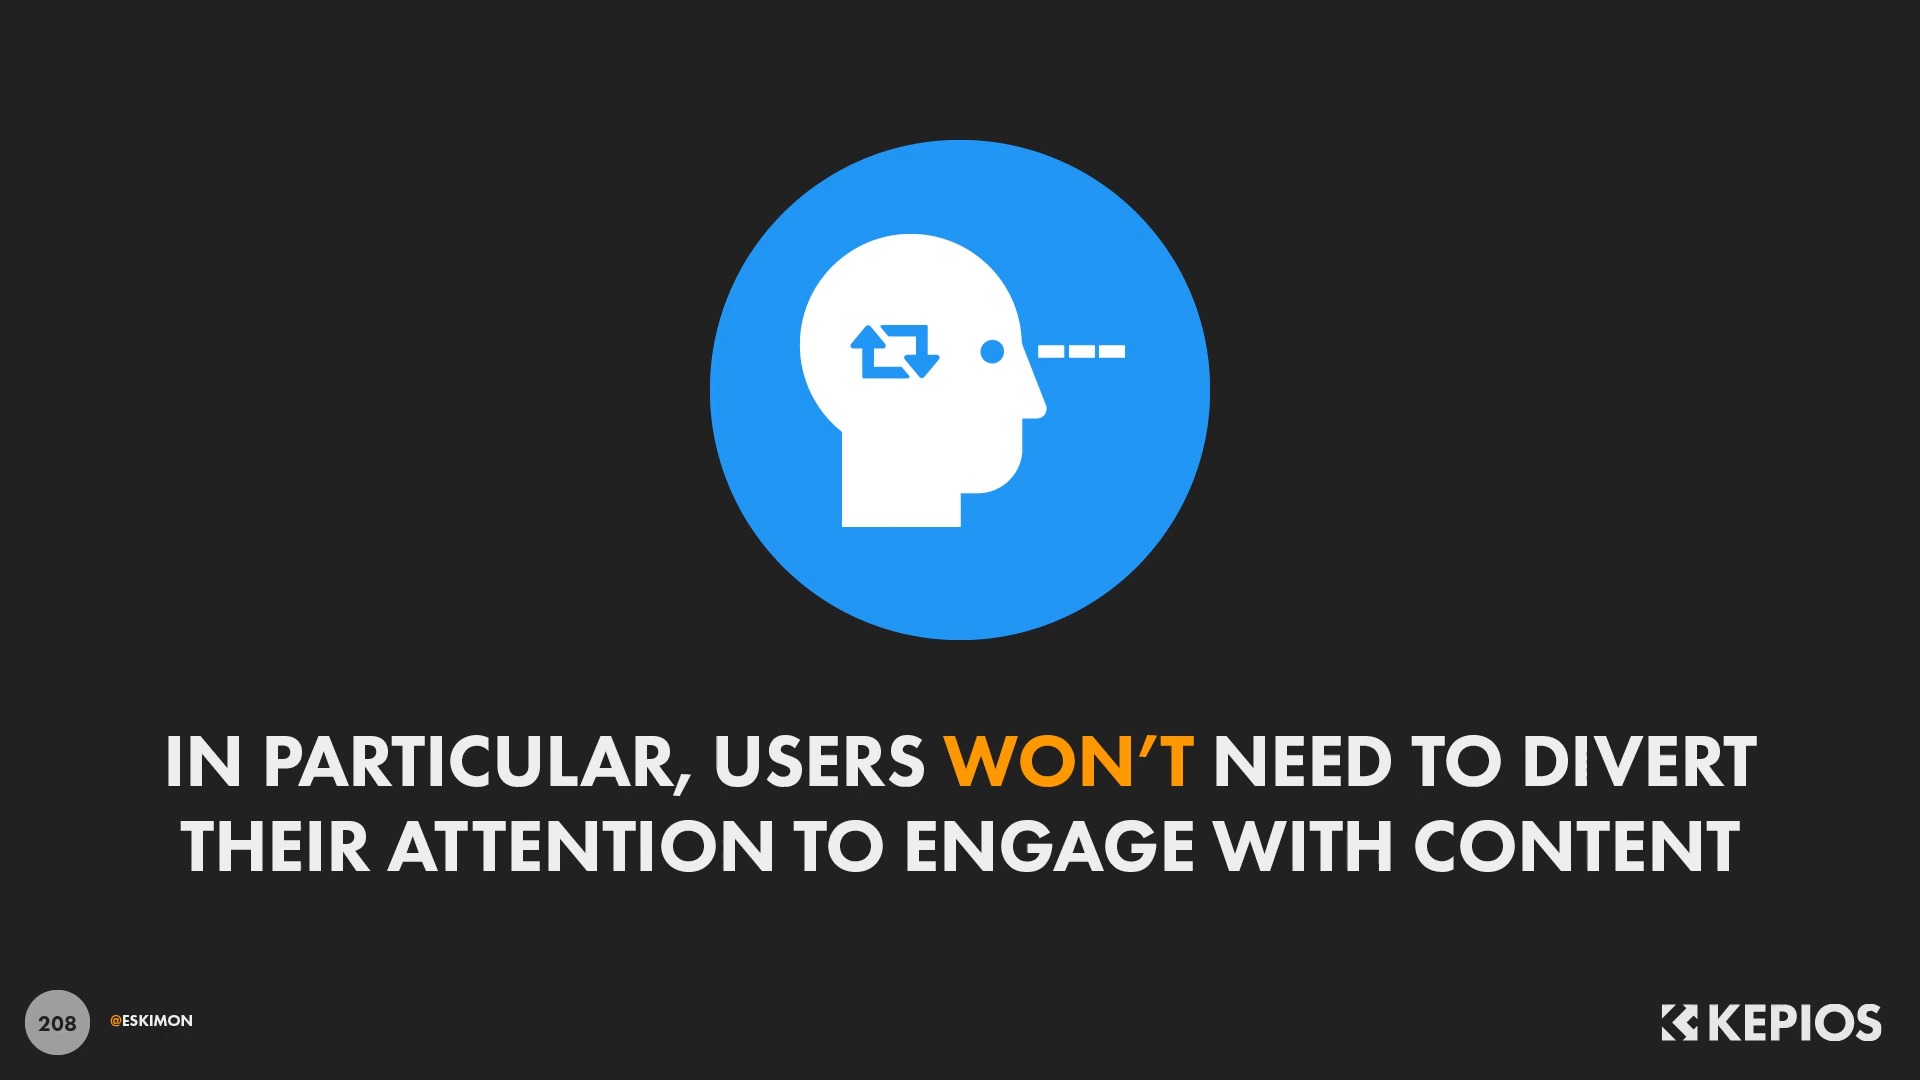 IN PARTICULAR, USERS WON'T NEED TO DIVERT
THEIR ATTENTION TO ENGAGE WITH CONTENT
208
@ESKIMON
KEPIOS